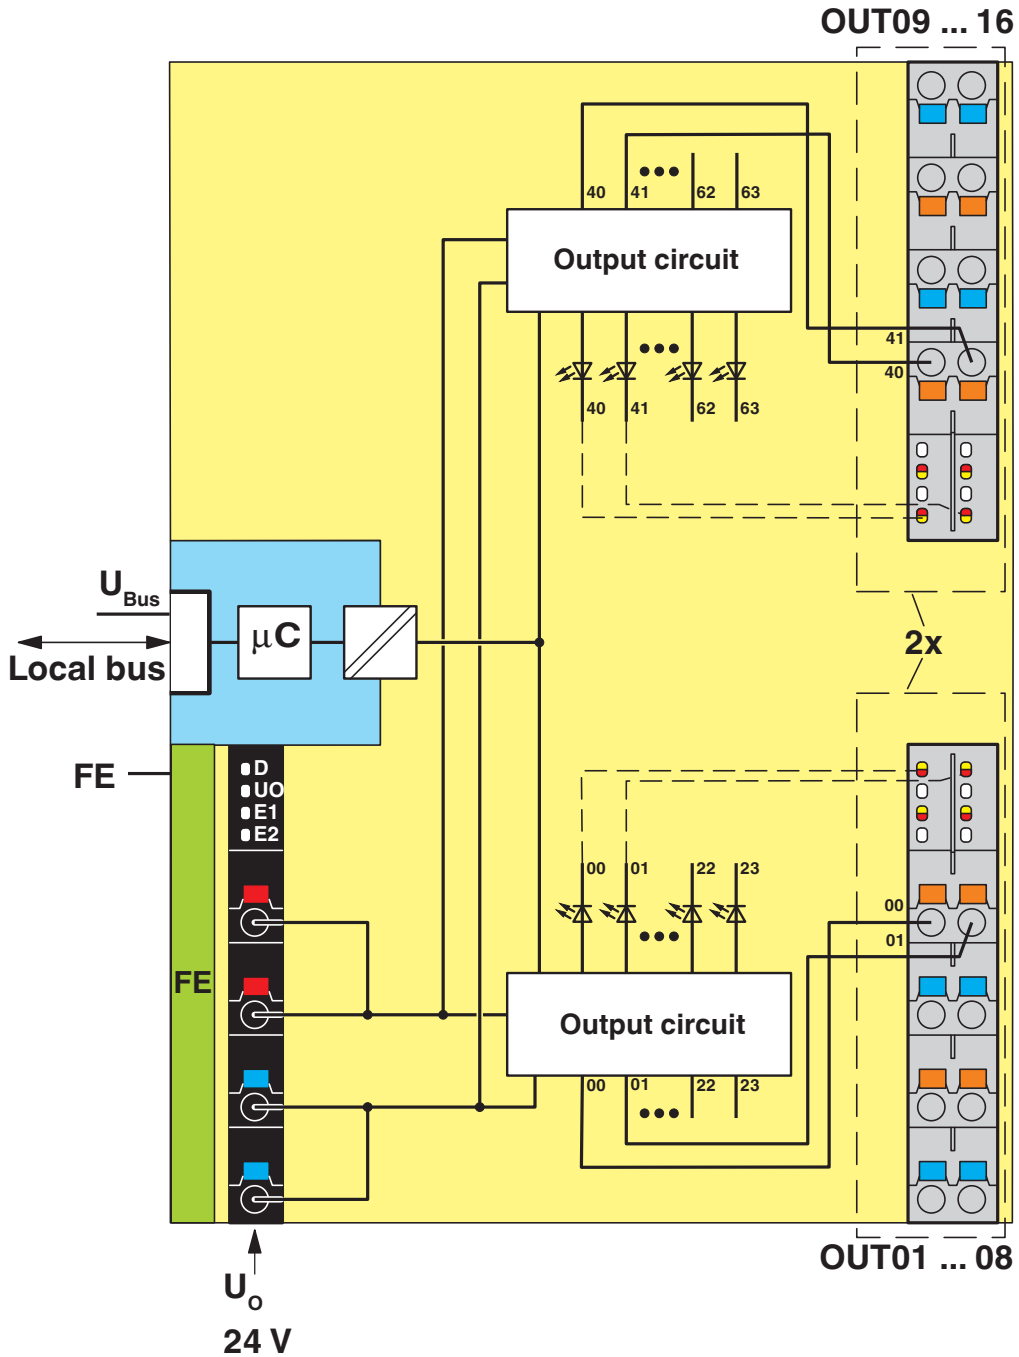 OUT09 ... 16
40 41 ●●● 62 63
Output circuit
41
40
●●●
40 41 62 63
U Bus
µC
Local bus
2x
FE
D
UO
E1
E2
00 01 22 23
00
●●●
01
FE
Output circuit
00 01 22 23
●●●
OUT01 ... 08
U O
24 V